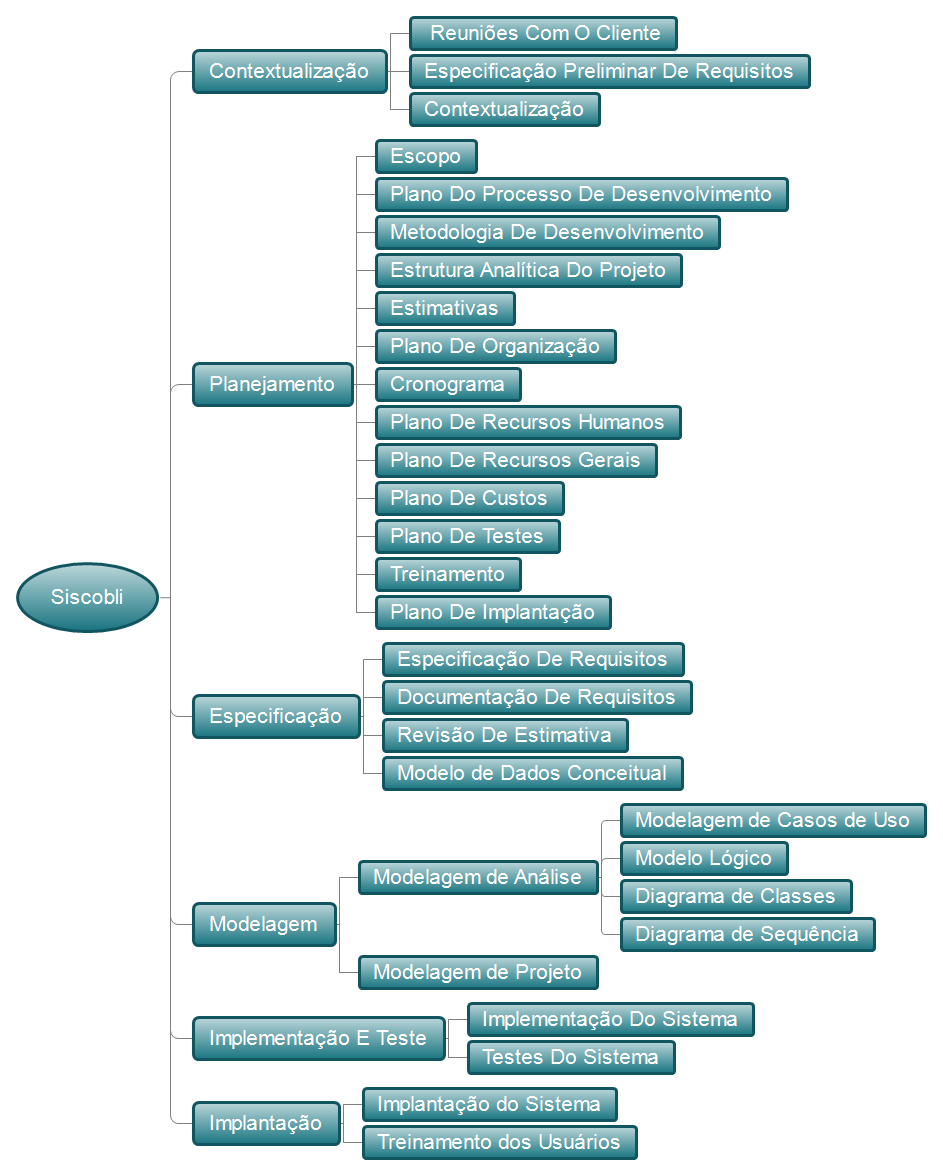 Siscobli
Contextualização
Reuniões Com O Cliente
Especificação Preliminar De Requisitos
Contextualização
Planejamento
Escopo
Plano Do Processo De Desenvolvimento
Metodologia De Desenvolvimento
Estrutura Analítica Do Projeto
Estimativas
Plano De Organização
Cronograma
Plano De Recursos Humanos
Plano De Recursos Gerais
Plano De Custos
Plano De Testes
Treinamento
Plano De Implantação
Especificação
Especificação De Requisitos
Documentação De Requisitos
Revisão De Estimativa
Modelo de Dados Conceitual
Modelagem
Modelagem de Análise
Modelagem de Casos de Uso
Modelo Lógico
Diagrama de Classes
Diagrama de Sequência
Modelagem de Projeto
Implementação E Teste
Implementação Do Sistema
Testes Do Sistema
Implantação
Implantação do Sistema
Treinamento dos Usuários